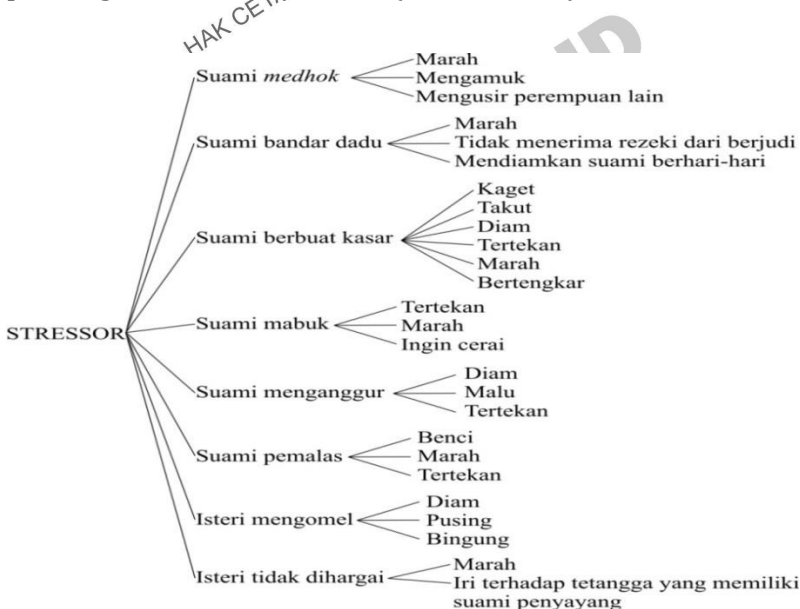 HAK CETA
Marah
Suami medhok
Mengamuk
Mengusir perempuan lain
Marah
Suami bandar dadu
Tidak menerima rezeki dari berjudi
Mendiamkan suami berhari-hari
Kaget
Takut
Suami berbuat kasar
Diam
Tertekan
Marah
Bertengkar
STRESSOR
Tertekan
Suami mabuk
Marah
Ingin cerai
Diam
Suami menganggur
Malu
Tertekan
Benci
Suami pemalas
Marah
Tertekan
Diam
Isteri mengomel
Pusing
Bingung
Marah
Isteri tidak dihargai
Iri terhadap tetangga yang memiliki
suami penyayang